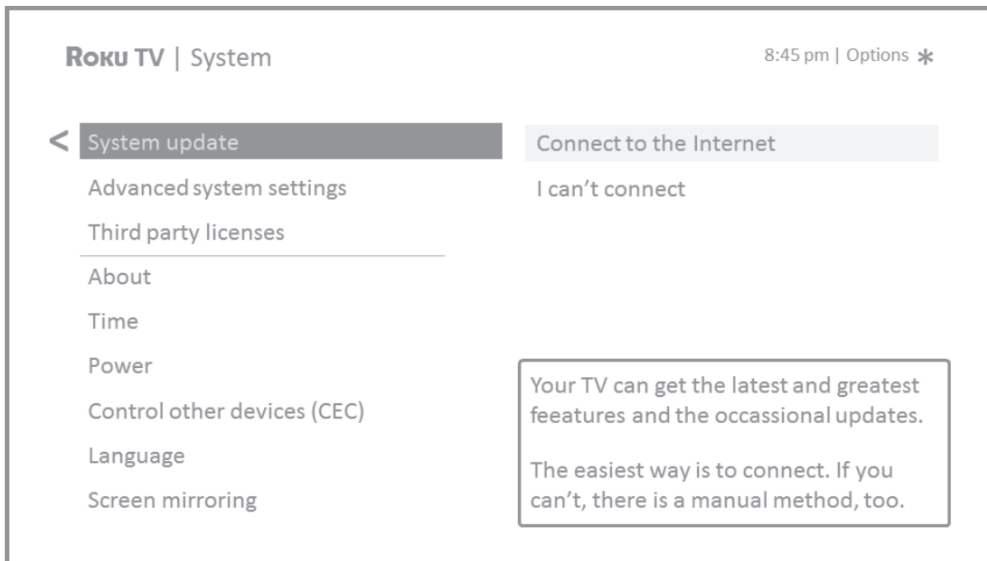 ROKU TV | System
8:45 pm | Options *
< System update
Advanced system settings
Third party licenses
About
Time
Power
Control other devices (CEC)
Language
Screen mirroring
Connect to the Internet
I can't connect
Your TV can get the latest and greatest
feeatures and the occassional updates.
The easiest way is to connect. If you
can't, there is a manual method, too.